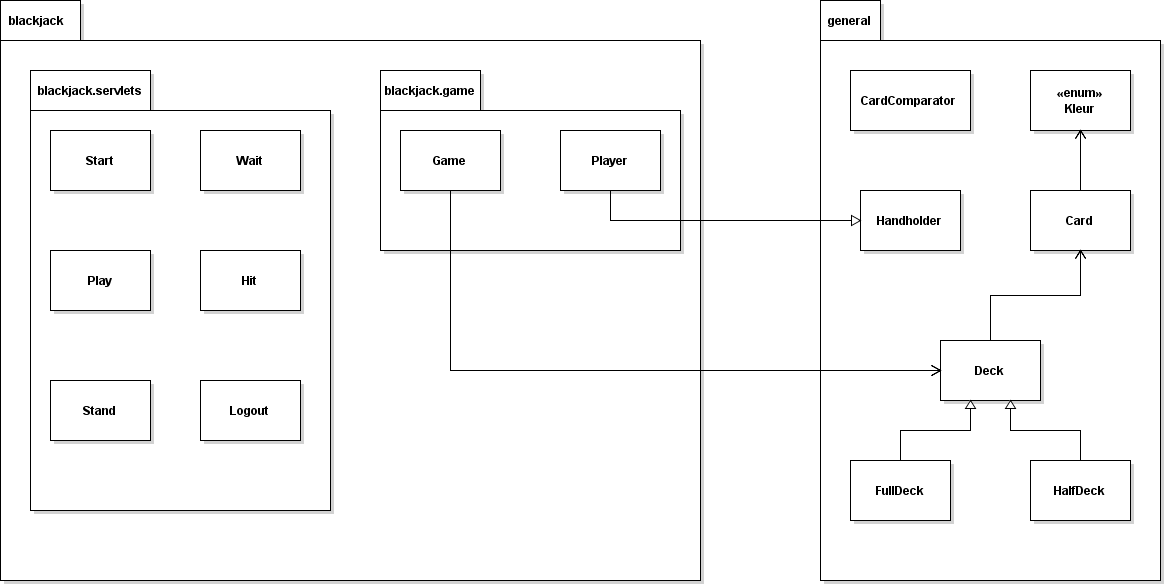 blackjack
general
blackjack.servlets
blackjack.game
CardComparator
«enum»
Kleur
Start
Wait
Game
Player
Handholder
Card
Play
Hit
Deck
Stand
Logout
FullDeck
HalfDeck